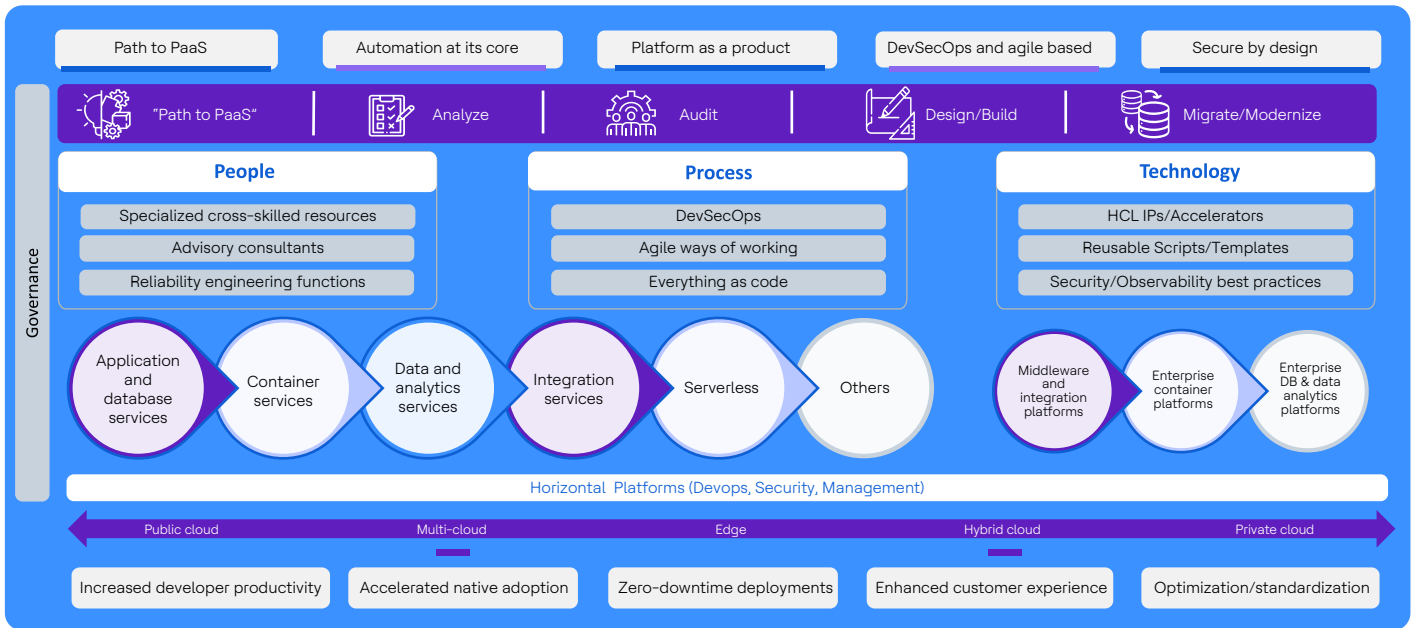 Path to PaaS
Automation at its core
Platform as a product
DevSecOps and agile based
Secure by design
Governance
"Path to PaaS"
Analyze
Audit
Design/Build
Migrate/Modernize
People
Specialized cross-skilled resources
Advisory consultants
Reliability engineering functions
Process
DevSecOps
Agile ways of working
Everything as code
Technology
HCL IPs/Accelerators
Reusable Scripts/Templates
Security/Observability best practices
Application
and
database
services
Container
services
Data and
analytics
services
Integration
services
Serverless
Others
Middleware
and
integration
platforms
Enterprise
container
platforms
Enterprise
DB & data
analytics
platforms
Horizontal Platforms (Devops, Security, Management)
Public cloud
Multi-cloud
Edge
Hybrid cloud
Private cloud
Increased developer productivity
Accelerated native adoption
Zero-downtime deployments
Enhanced customer experience
Optimization/standardization